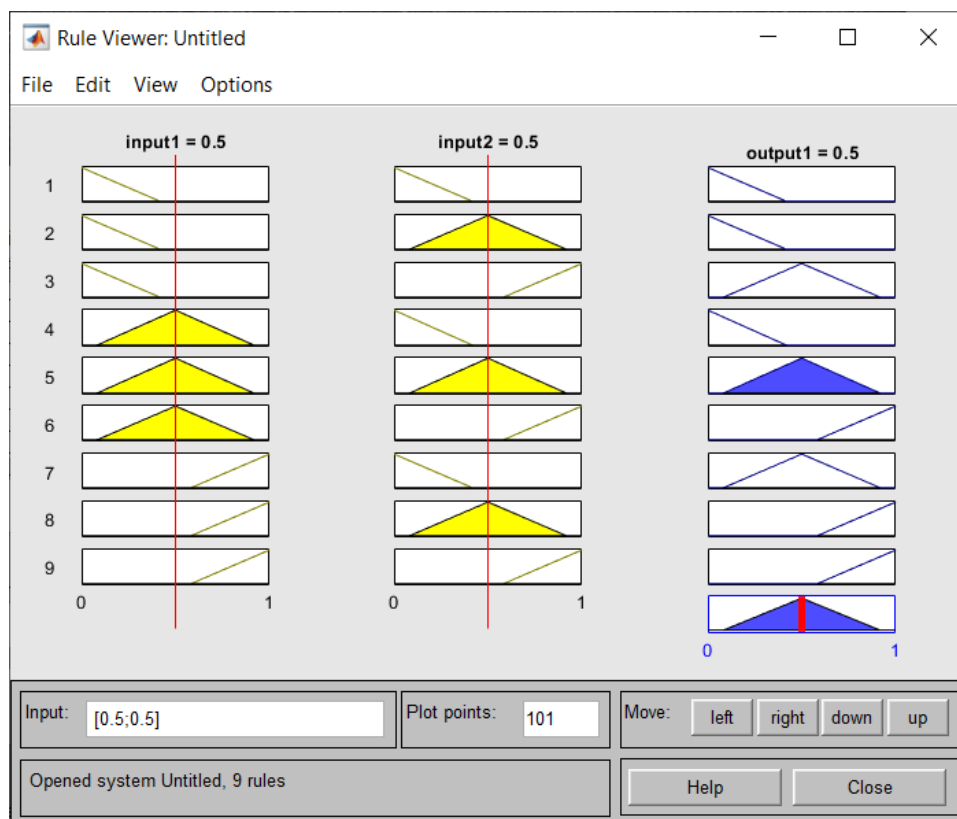 Rule Viewer: Untitled
File Edit View Options
input1 = 0.5 input2 = 0.5 output1 = 0.5
1
2
3
4
5
6
7
8
9
0 1 0 1
0 1
Input: [0.5;0.5] Plot points: 101 Move: left right down up
Opened system Untitled, 9 rules Help Close